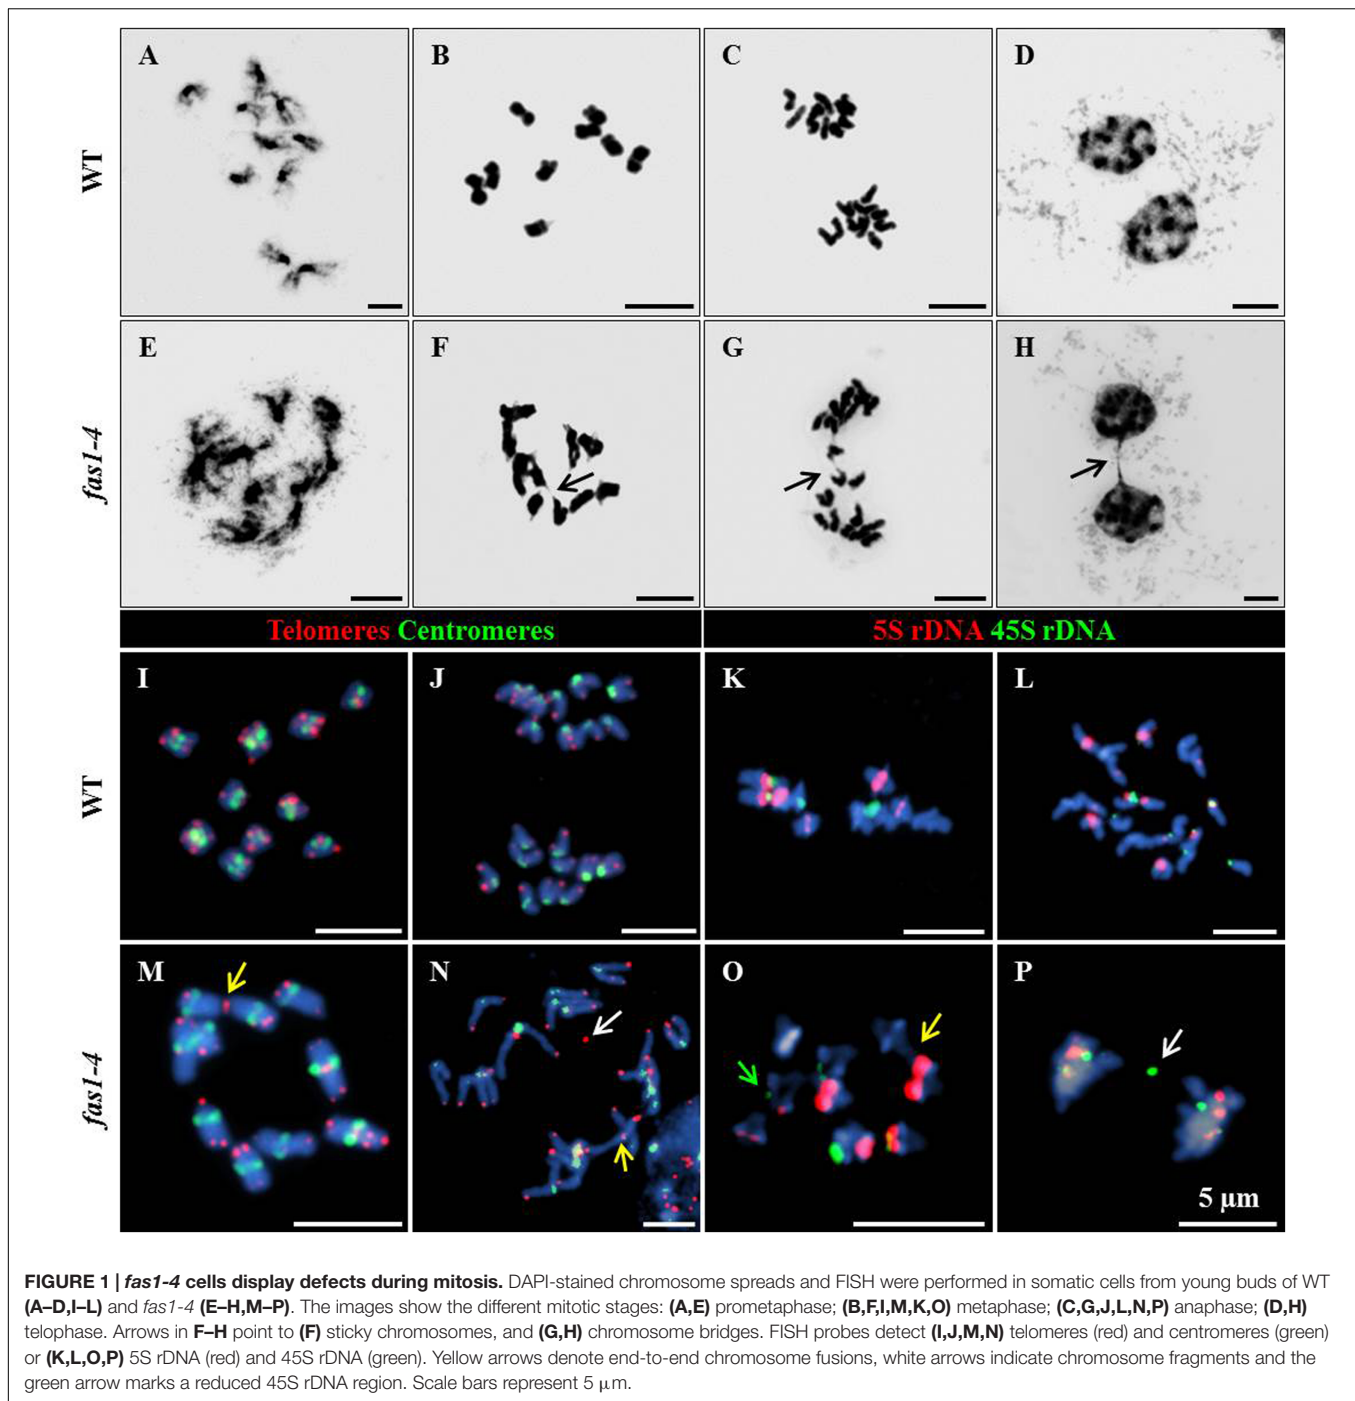 A B C D
WT
E F G H
fas1-4
Telomeres Centromeres 5S rDNA 45S rDNA
I J K L
WT
M N O P
fas1-4
5 μm
FIGURE 1 | fas1-4 cells display defects during mitosis. DAPI-stained chromosome spreads and FISH were performed in somatic cells from young buds of WT
(A–D,I–L) and fas1-4 (E–H,M–P). The images show the different mitotic stages: (A,E) prometaphase; (B,F,I,M,K,O) metaphase; (C,G,J,L,N,P) anaphase; (D,H)
telophase. Arrows in F–H point to (F) sticky chromosomes, and (G,H) chromosome bridges. FISH probes detect (I,J,M,N) telomeres (red) and centromeres (green)
or (K,L,O,P) 5S rDNA (red) and 45S rDNA (green). Yellow arrows denote end-to-end chromosome fusions, white arrows indicate chromosome fragments and the
green arrow marks a reduced 45S rDNA region. Scale bars represent 5 μm.